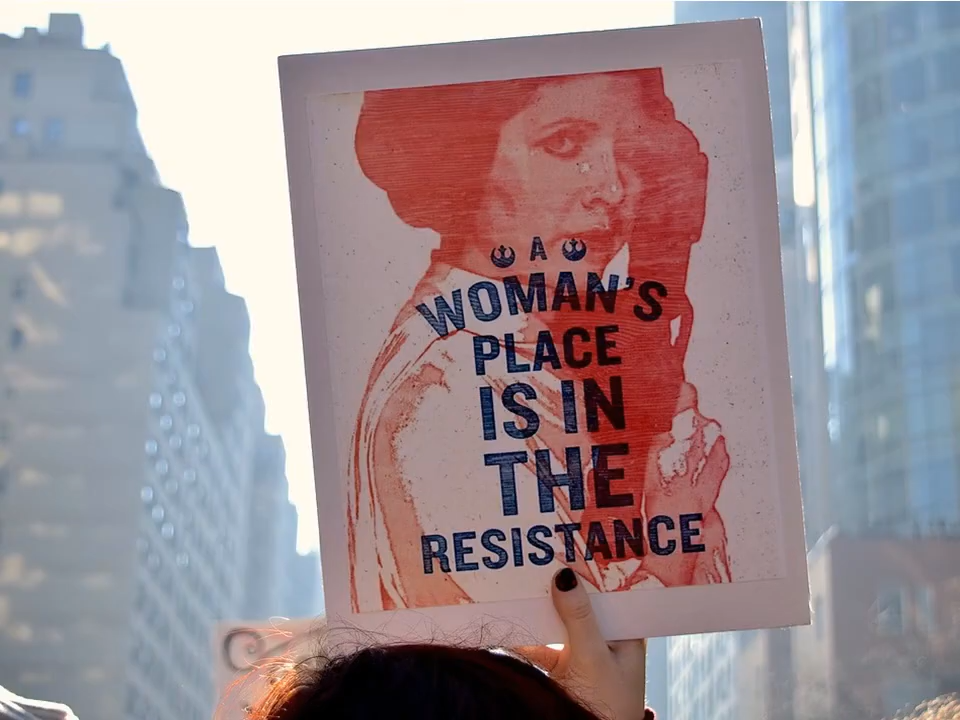 A
WOMAN'S
PLACE
IS IN
THE
RESISTANCE